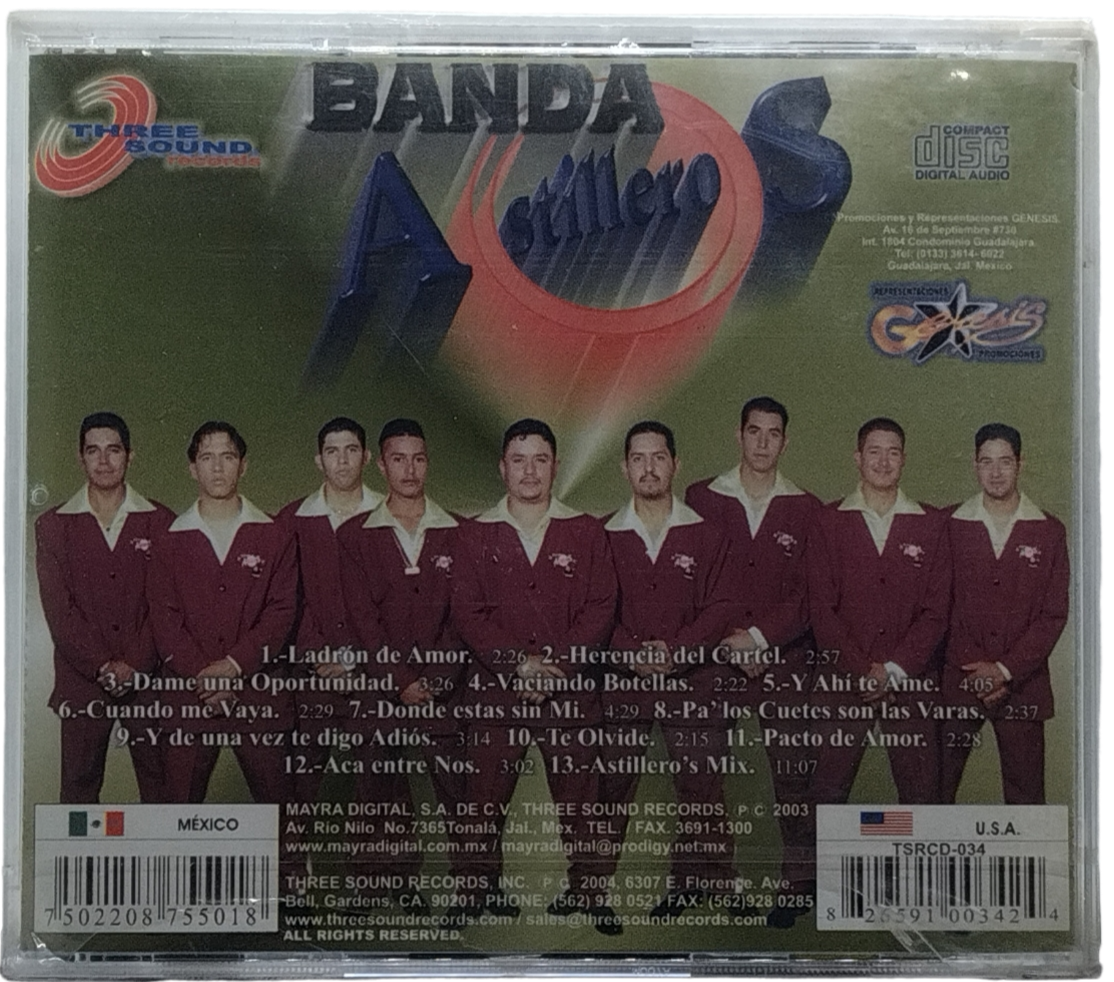 THREE
SOUND
records
BANDA
AstillerOS
COMPACT
disc
DIGITAL AUDIO
Promociones y Representaciones GENESIS.
Av. 16 de Septiembre #730
Int. 1804 Condominio Guadalajara.
Tel: (0133) 3614- 6022
Guadalajara, Jal. Mexico
REPRESENTACIONES
Genesis
PROMOCIONES
1.-Ladrón de Amor. 2:26 2.-Herencia del Cartel. 2:57
3.-Dame una Oportunidad. 3:26 4.-Vaciando Botellas. 2:22 5.-Y Ahí te Ame. 4:05
6.-Cuando me Vaya. 2:29 7.-Donde estas sin Mi. 4:29 8.-Pa' los Cuetes son las Varas. 2:37
9.-Y de una vez te digo Adiós. 3:14 10.-Te Olvide. 2:15 11.-Pacto de Amor. 2:28
12.-Aca entre Nos. 3:02 13.-Astillero's Mix. 11:07
MÉXICO
7 502208 755018
MAYRA DIGITAL, S.A. DE C.V., THREE SOUND RECORDS, P C 2003
Av. Río Nilo No.7365Tonalá, Jal., Mex. TEL. / FAX. 3691-1300
www.mayradigital.com.mx / mayradigital@prodigy.net.mx
THREE SOUND RECORDS, INC. P C 2004, 6307 E. Florence. Ave.
Bell, Gardens, CA. 90201, PHONE: (562) 928 0521 FAX: (562)928 0285
www.threesoundrecords.com / sales@threesoundrecords.com
ALL RIGHTS RESERVED.
U.S.A.
TSRCD-034
8 26591 00342 4